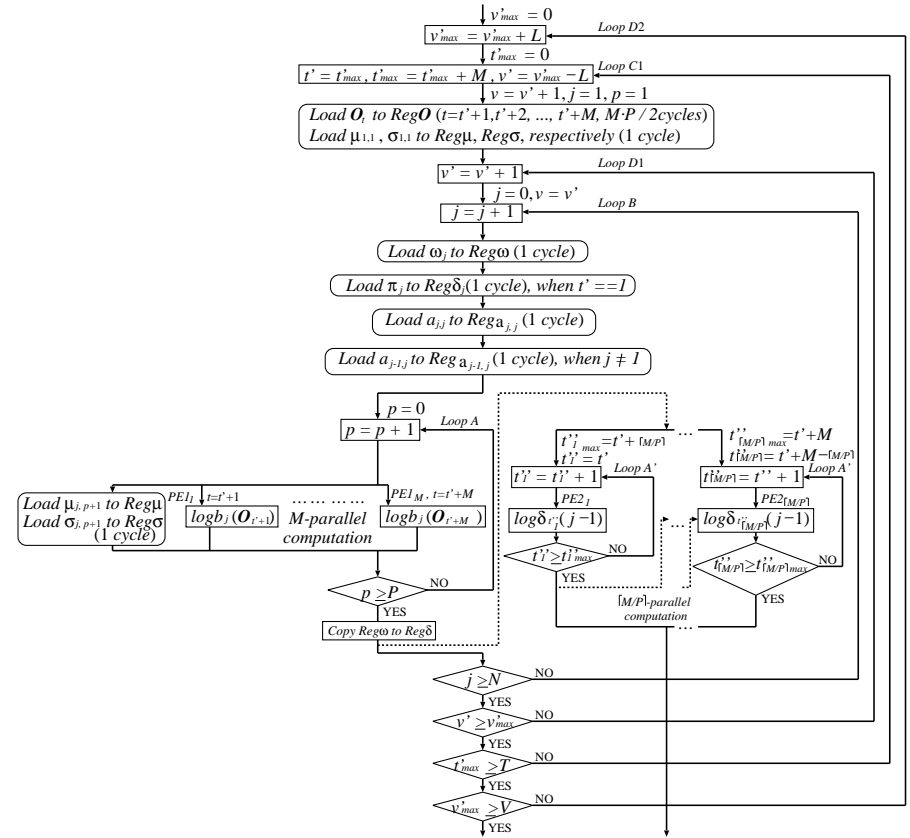 v'max = 0
Loop D2
v'max = v'max + L
t'max = 0
Loop C1
t' = t'max, t'max = t'max + M, v' = v'max − L
v = v' + 1, j = 1, p = 1
Load Ot to RegO (t=t'+1,t'+2, ..., t'+M, M·P / 2cycles)
Load μ1,1 , σ1,1 to Regμ, Regσ, respectively (1 cycle)
Loop D1
v' = v' + 1
j = 0, v = v'
Loop B
j = j + 1
Load ωj to Regω (1 cycle)
Load πj to Regδj(1 cycle), when t' ==1
Load aj,j to Reg aj,j (1 cycle)
Load aj-1,j to Reg aj-1,j (1 cycle), when j ≠ 1
p = 0
Loop A
p = p + 1
t''1 max = t' + ⌈M/P⌉
t''1 = t'
...
t''⌈M/P⌉ max = t' + M
t''⌈M/P⌉ = t' + M − ⌈M/P⌉
Loop A'
Loop A'
t''1 = t''1 + 1
t''⌈M/P⌉ = t'' + 1
PE11 t=t'+1
PE1M , t=t'+M
PE21
PE2⌈M/P⌉
Load μj, p+1 to Regμ
Load σj, p+1 to Regσ
(1 cycle)
logbj(Ot'+1)
... ... ...
M-parallel
computation
logbj(Ot'+M)
logδt''1(j−1)
...
logδt''⌈M/P⌉(j−1)
t''1 ≥ t''1 max
NO
YES
t''⌈M/P⌉ ≥ t''⌈M/P⌉ max
NO
YES
⌈M/P⌉-parallel
computation
...
p ≥ P
NO
YES
Copy Regω to Regδ
j ≥ N
NO
YES
v' ≥ v'max
NO
YES
t'max ≥ T
NO
YES
v'max ≥ V
NO
YES